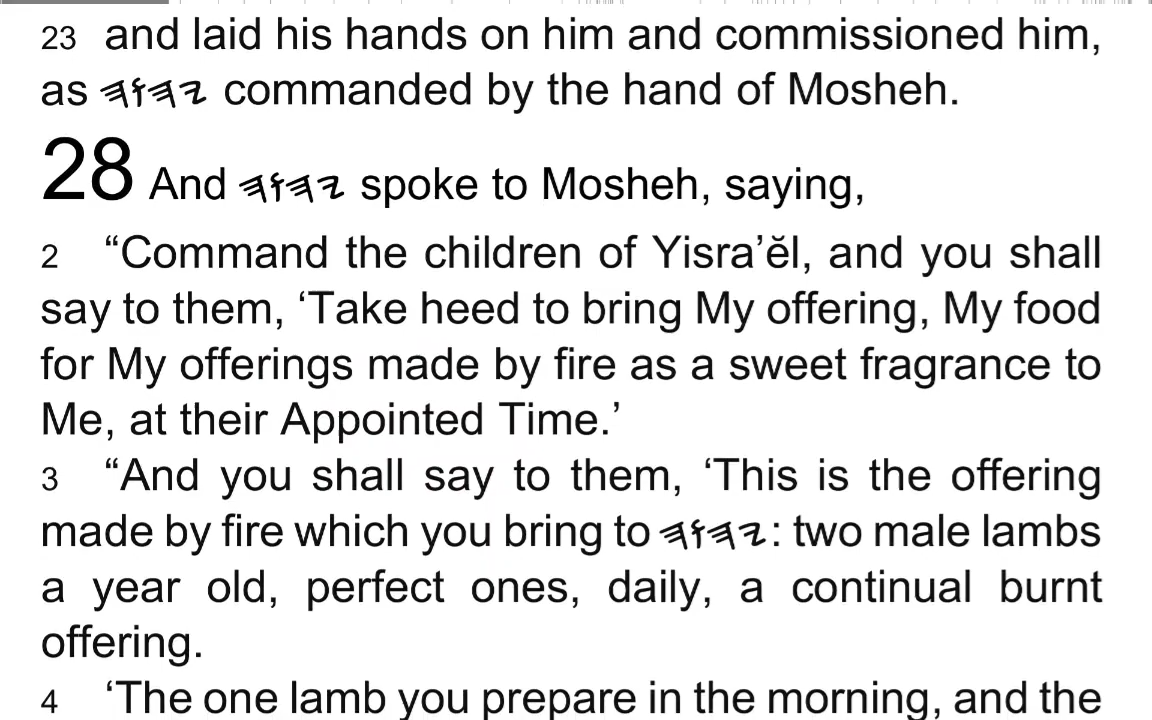 23 and laid his hands on him and commissioned him,
as 𐤉𐤄𐤅𐤄 commanded by the hand of Mosheh.
28 And 𐤉𐤄𐤅𐤄 spoke to Mosheh, saying,
2 “Command the children of Yisra’ĕl, and you shall
say to them, ‘Take heed to bring My offering, My food
for My offerings made by fire as a sweet fragrance to
Me, at their Appointed Time.’
3 “And you shall say to them, ‘This is the offering
made by fire which you bring to 𐤉𐤄𐤅𐤄: two male lambs
a year old, perfect ones, daily, a continual burnt
offering.
4 ‘The one lamb you prepare in the morning, and the